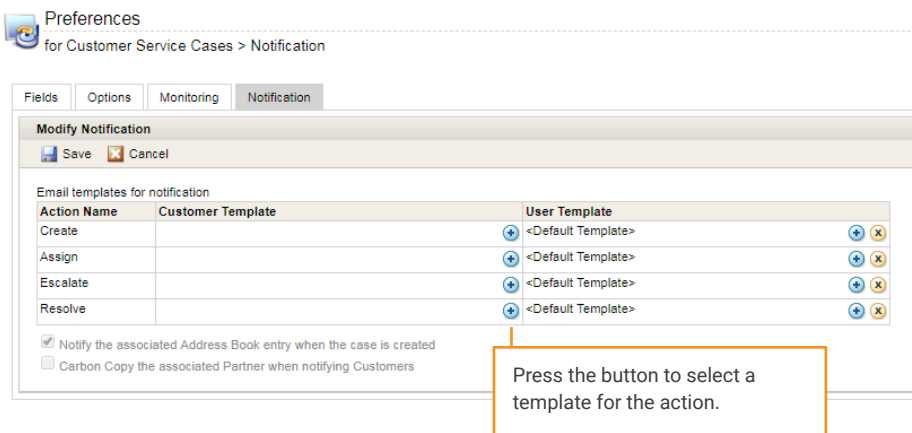 Preferences
for Customer Service Cases > Notification
Fields Options Monitoring Notification
Modify Notification
Save Cancel
Email templates for notification
Action Name Customer Template User Template
Create <Default Template>
Assign <Default Template>
Escalate <Default Template>
Resolve <Default Template>
Notify the associated Address Book entry when the case is created
Carbon Copy the associated Partner when notifying Customers
Press the button to select a
template for the action.